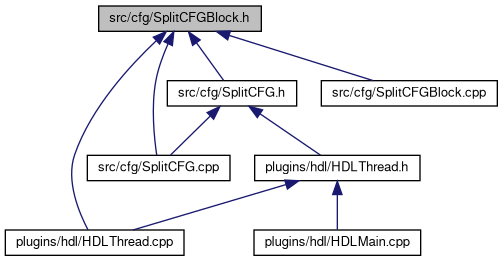 src/cfg/SplitCFGBlock.h
src/cfg/SplitCFG.h
src/cfg/SplitCFGBlock.cpp
src/cfg/SplitCFG.cpp
plugins/hdl/HDLThread.h
plugins/hdl/HDLThread.cpp
plugins/hdl/HDLMain.cpp